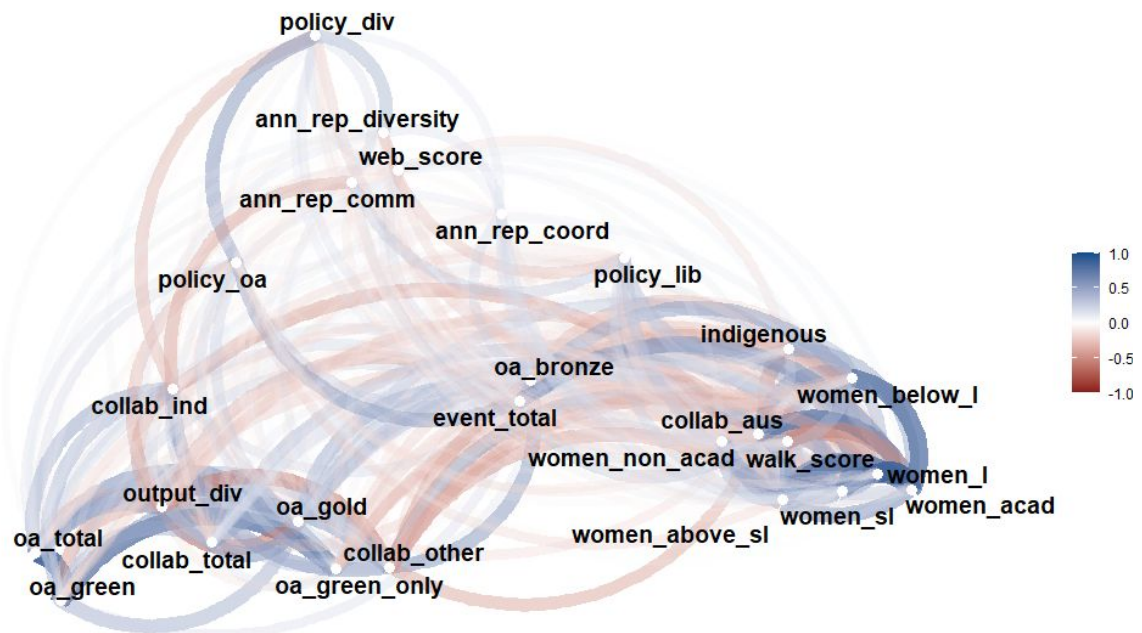 policy_div
ann_rep_diversity
web_score
ann_rep_comm
ann_rep_coord
policy_oa
policy_lib
1.0
0.5
0.0
-0.5
-1.0
indigenous
oa_bronze
women_below_l
collab_ind
event_total
collab_aus
women_non_acad
walk_score
women_l
output_div
oa_gold
women_acad
women_sl
oa_total
women_above_sl
collab_total
collab_other
oa_green
oa_green_only